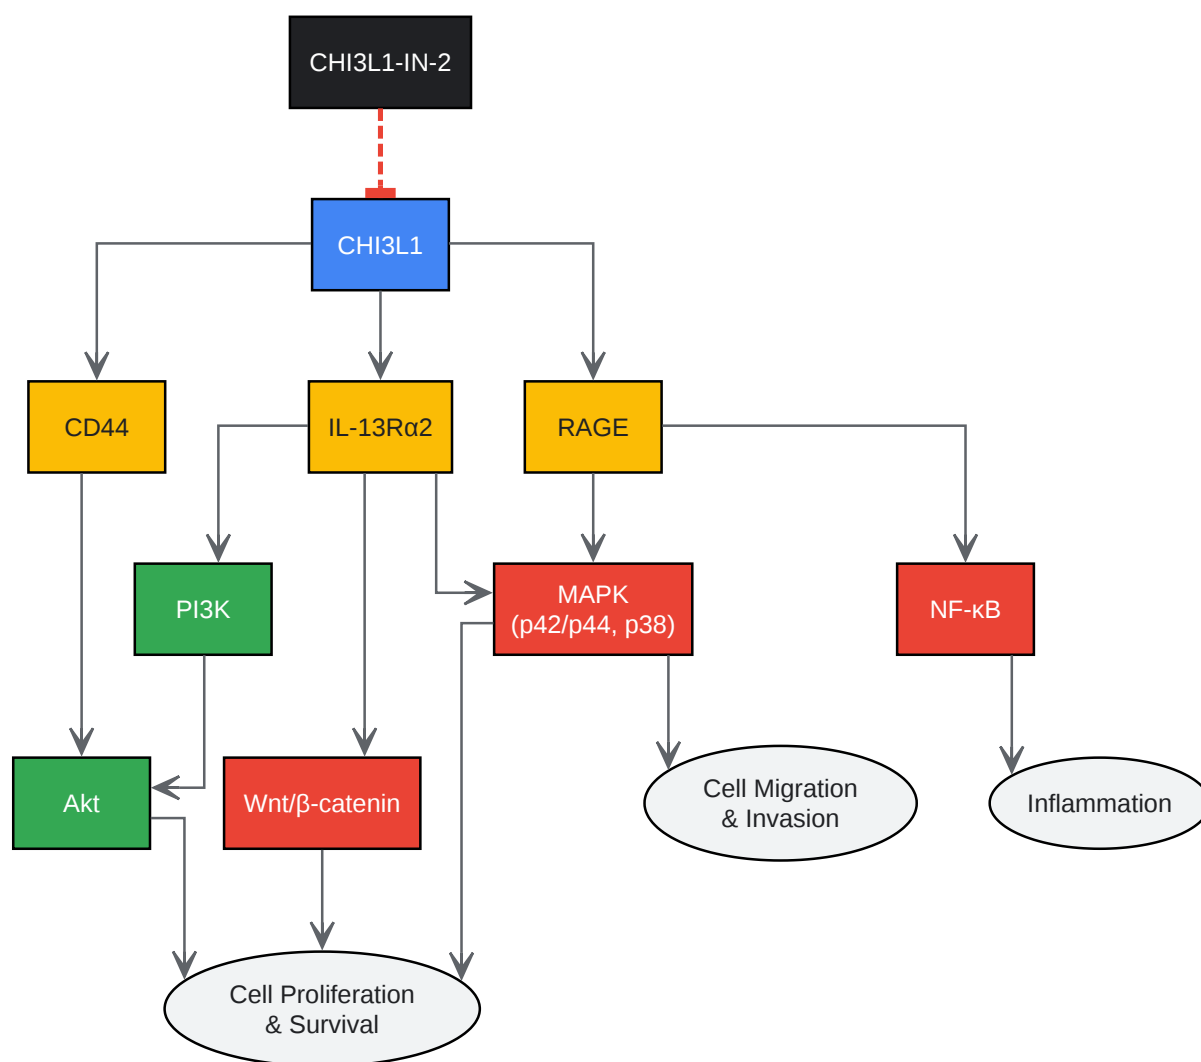 CHI3L1-IN-2
CHI3L1
CD44
IL-13Rα2
RAGE
PI3K
MAPK
(p42/p44, p38)
NF-κB
Akt
Wnt/β-catenin
Cell Migration
& Invasion
Inflammation
Cell Proliferation
& Survival